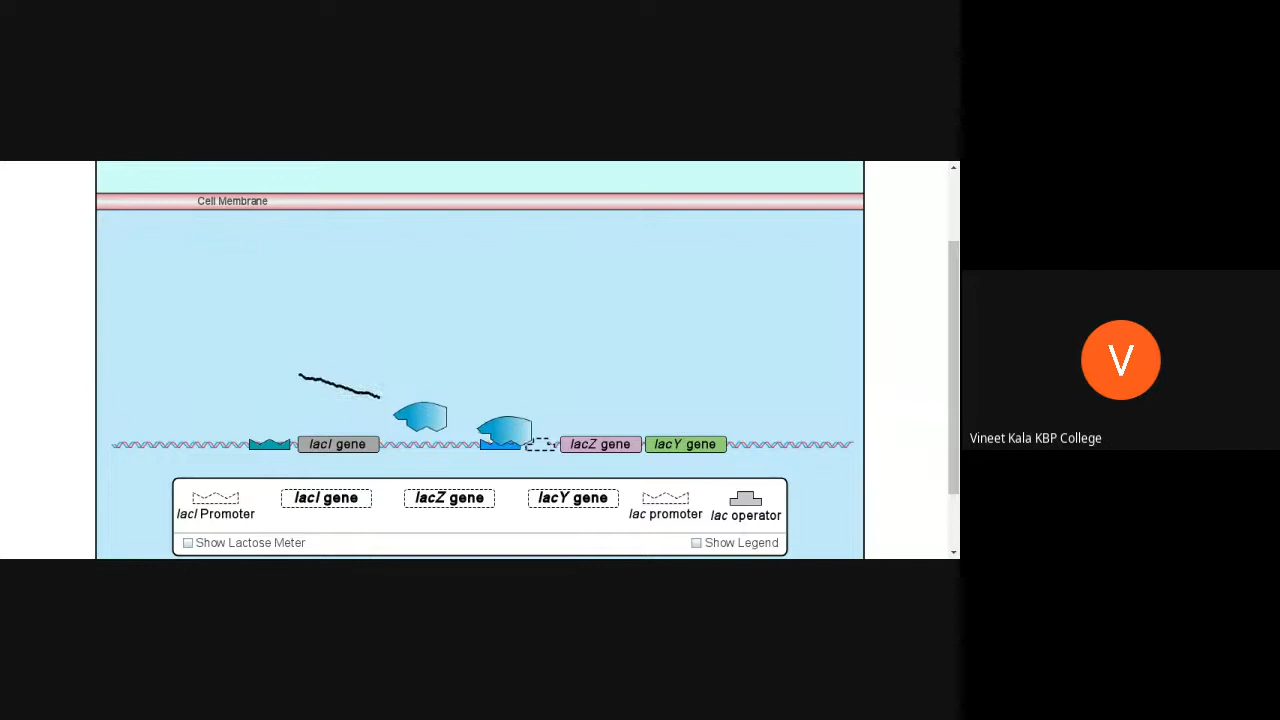 Cell Membrane
lacI gene
lacZ gene
lacY gene
lacI gene
lacZ gene
lacY gene
lacI Promoter
lac promoter
lac operator
Show Lactose Meter
Show Legend
V
Vineet Kala KBP College